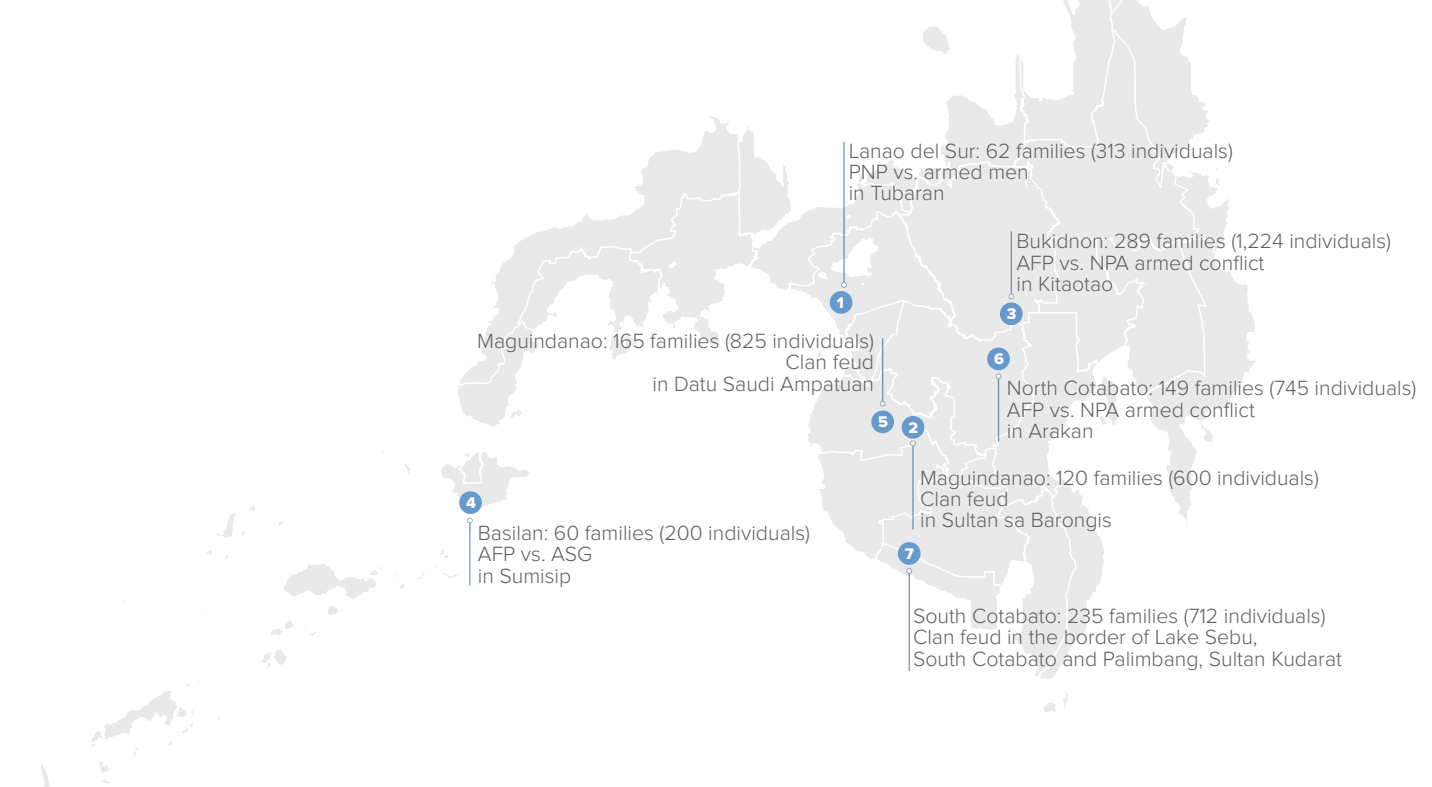 Lanao del Sur: 62 families (313 individuals)
PNP vs. armed men
in Tubaran
1
Bukidnon: 289 families (1,224 individuals)
AFP vs. NPA armed conflict
in Kitaotao
3
Maguindanao: 165 families (825 individuals)
Clan feud
in Datu Saudi Ampatuan
5
6
North Cotabato: 149 families (745 individuals)
AFP vs. NPA armed conflict
in Arakan
2
Maguindanao: 120 families (600 individuals)
Clan feud
in Sultan sa Barongis
4
Basilan: 60 families (200 individuals)
AFP vs. ASG
in Sumisip
7
South Cotabato: 235 families (712 individuals)
Clan feud in the border of Lake Sebu,
South Cotabato and Palimbang, Sultan Kudarat